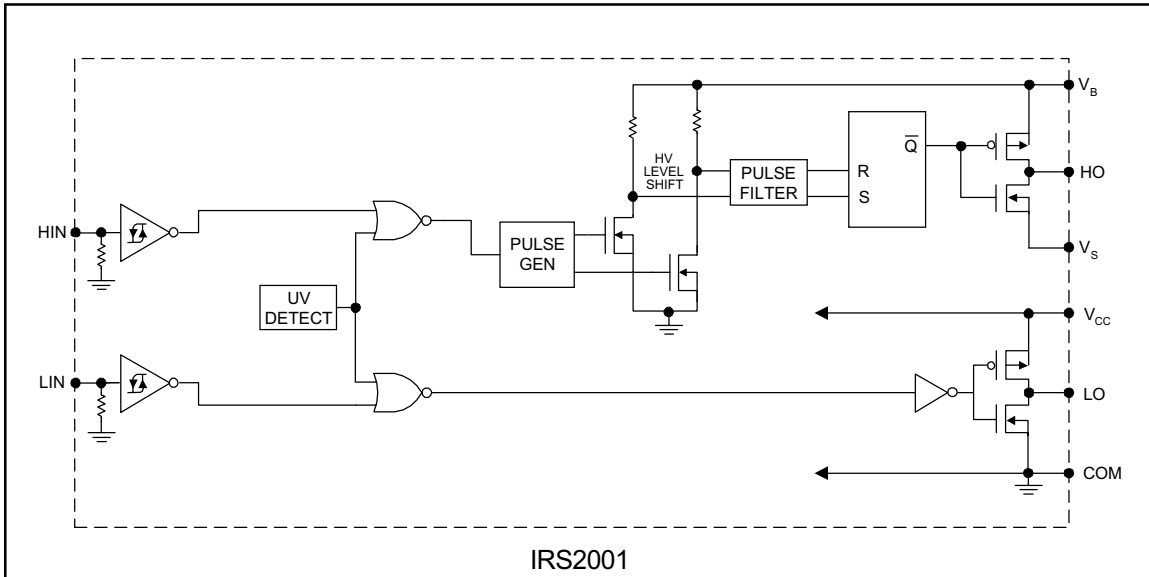 V_B
HV
LEVEL
SHIFT
Q̅
PULSE
FILTER
R
S
HO
HIN
PULSE
GEN
V_S
UV
DETECT
V_CC
LIN
LO
COM
IRS2001